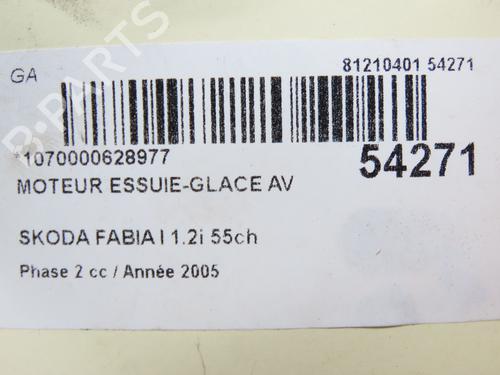 GA
81210401 54271
*1070000628977
54271
MOTEUR ESSUIE-GLACE AV
SKODA FABIA I 1.2i 55ch
Phase 2 cc / Année 2005
B-PARTS